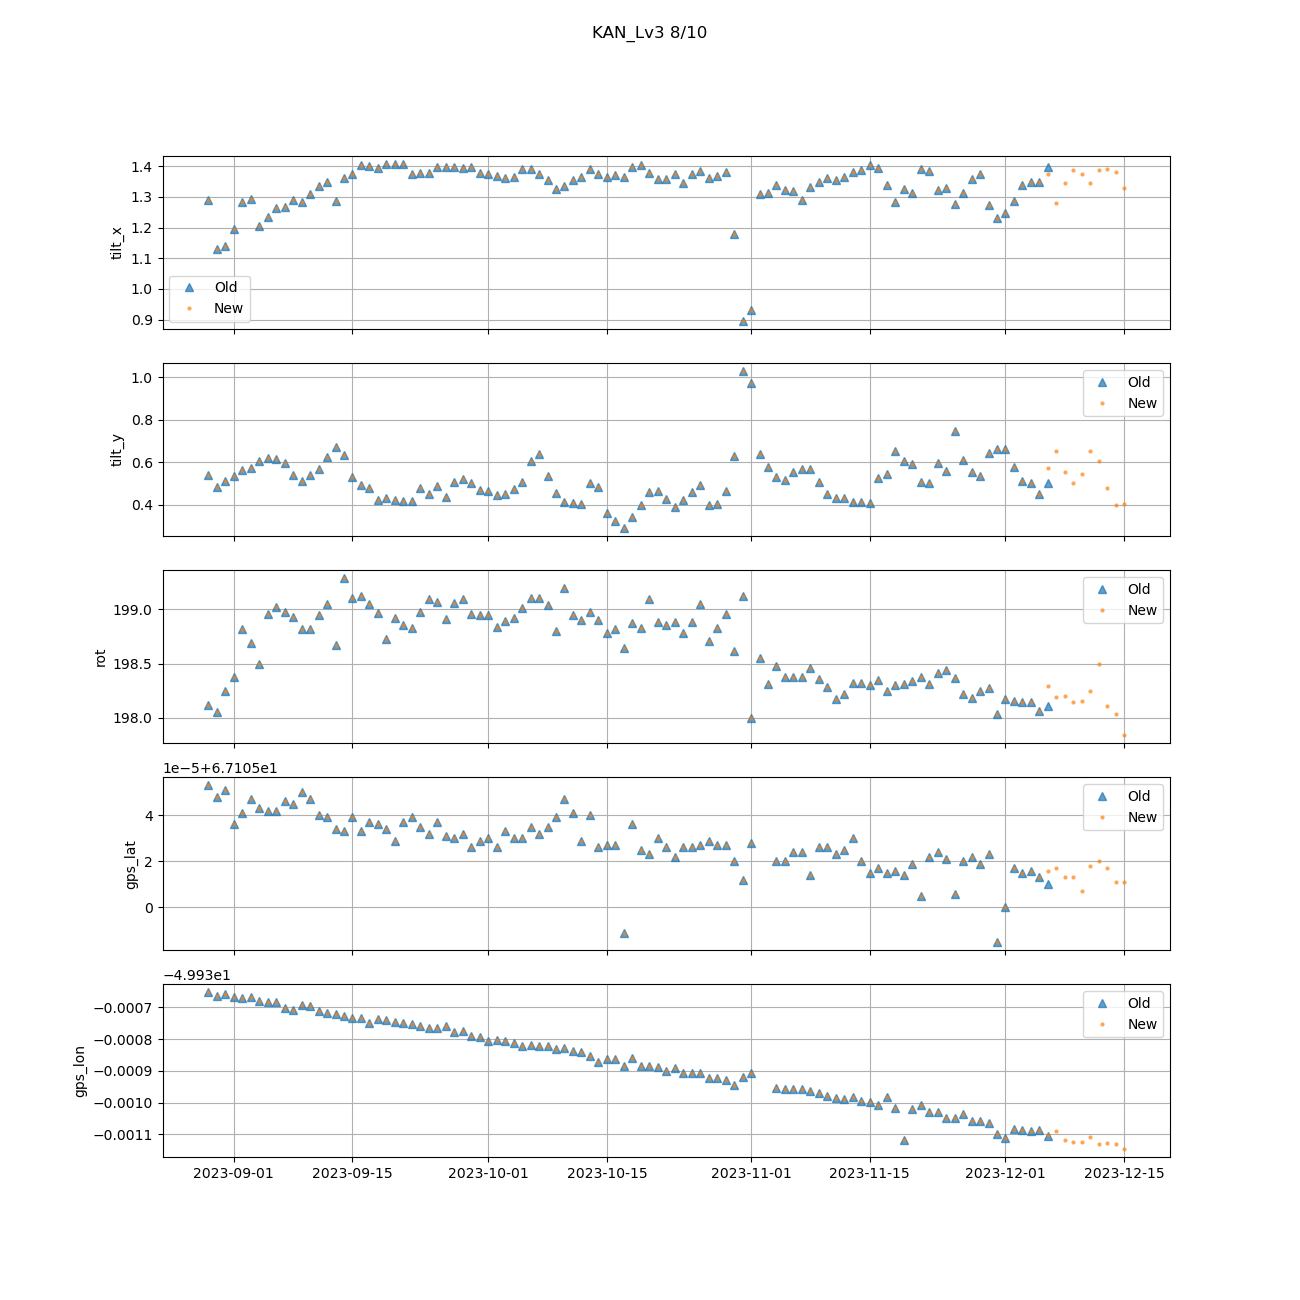 KAN_Lv3 8/10
1.4
1.3
1.2
1.1
1.0
0.9
tilt_x
Old
New
1.0
0.8
0.6
0.4
tilt_y
Old
New
199.0
198.5
198.0
rot
Old
New
1e−5+6.7105e1
4
2
0
gps_lat
Old
New
−4.993e1
−0.0007
−0.0008
−0.0009
−0.0010
−0.0011
gps_lon
Old
New
2023-09-01 2023-09-15 2023-10-01 2023-10-15 2023-11-01 2023-11-15 2023-12-01 2023-12-15